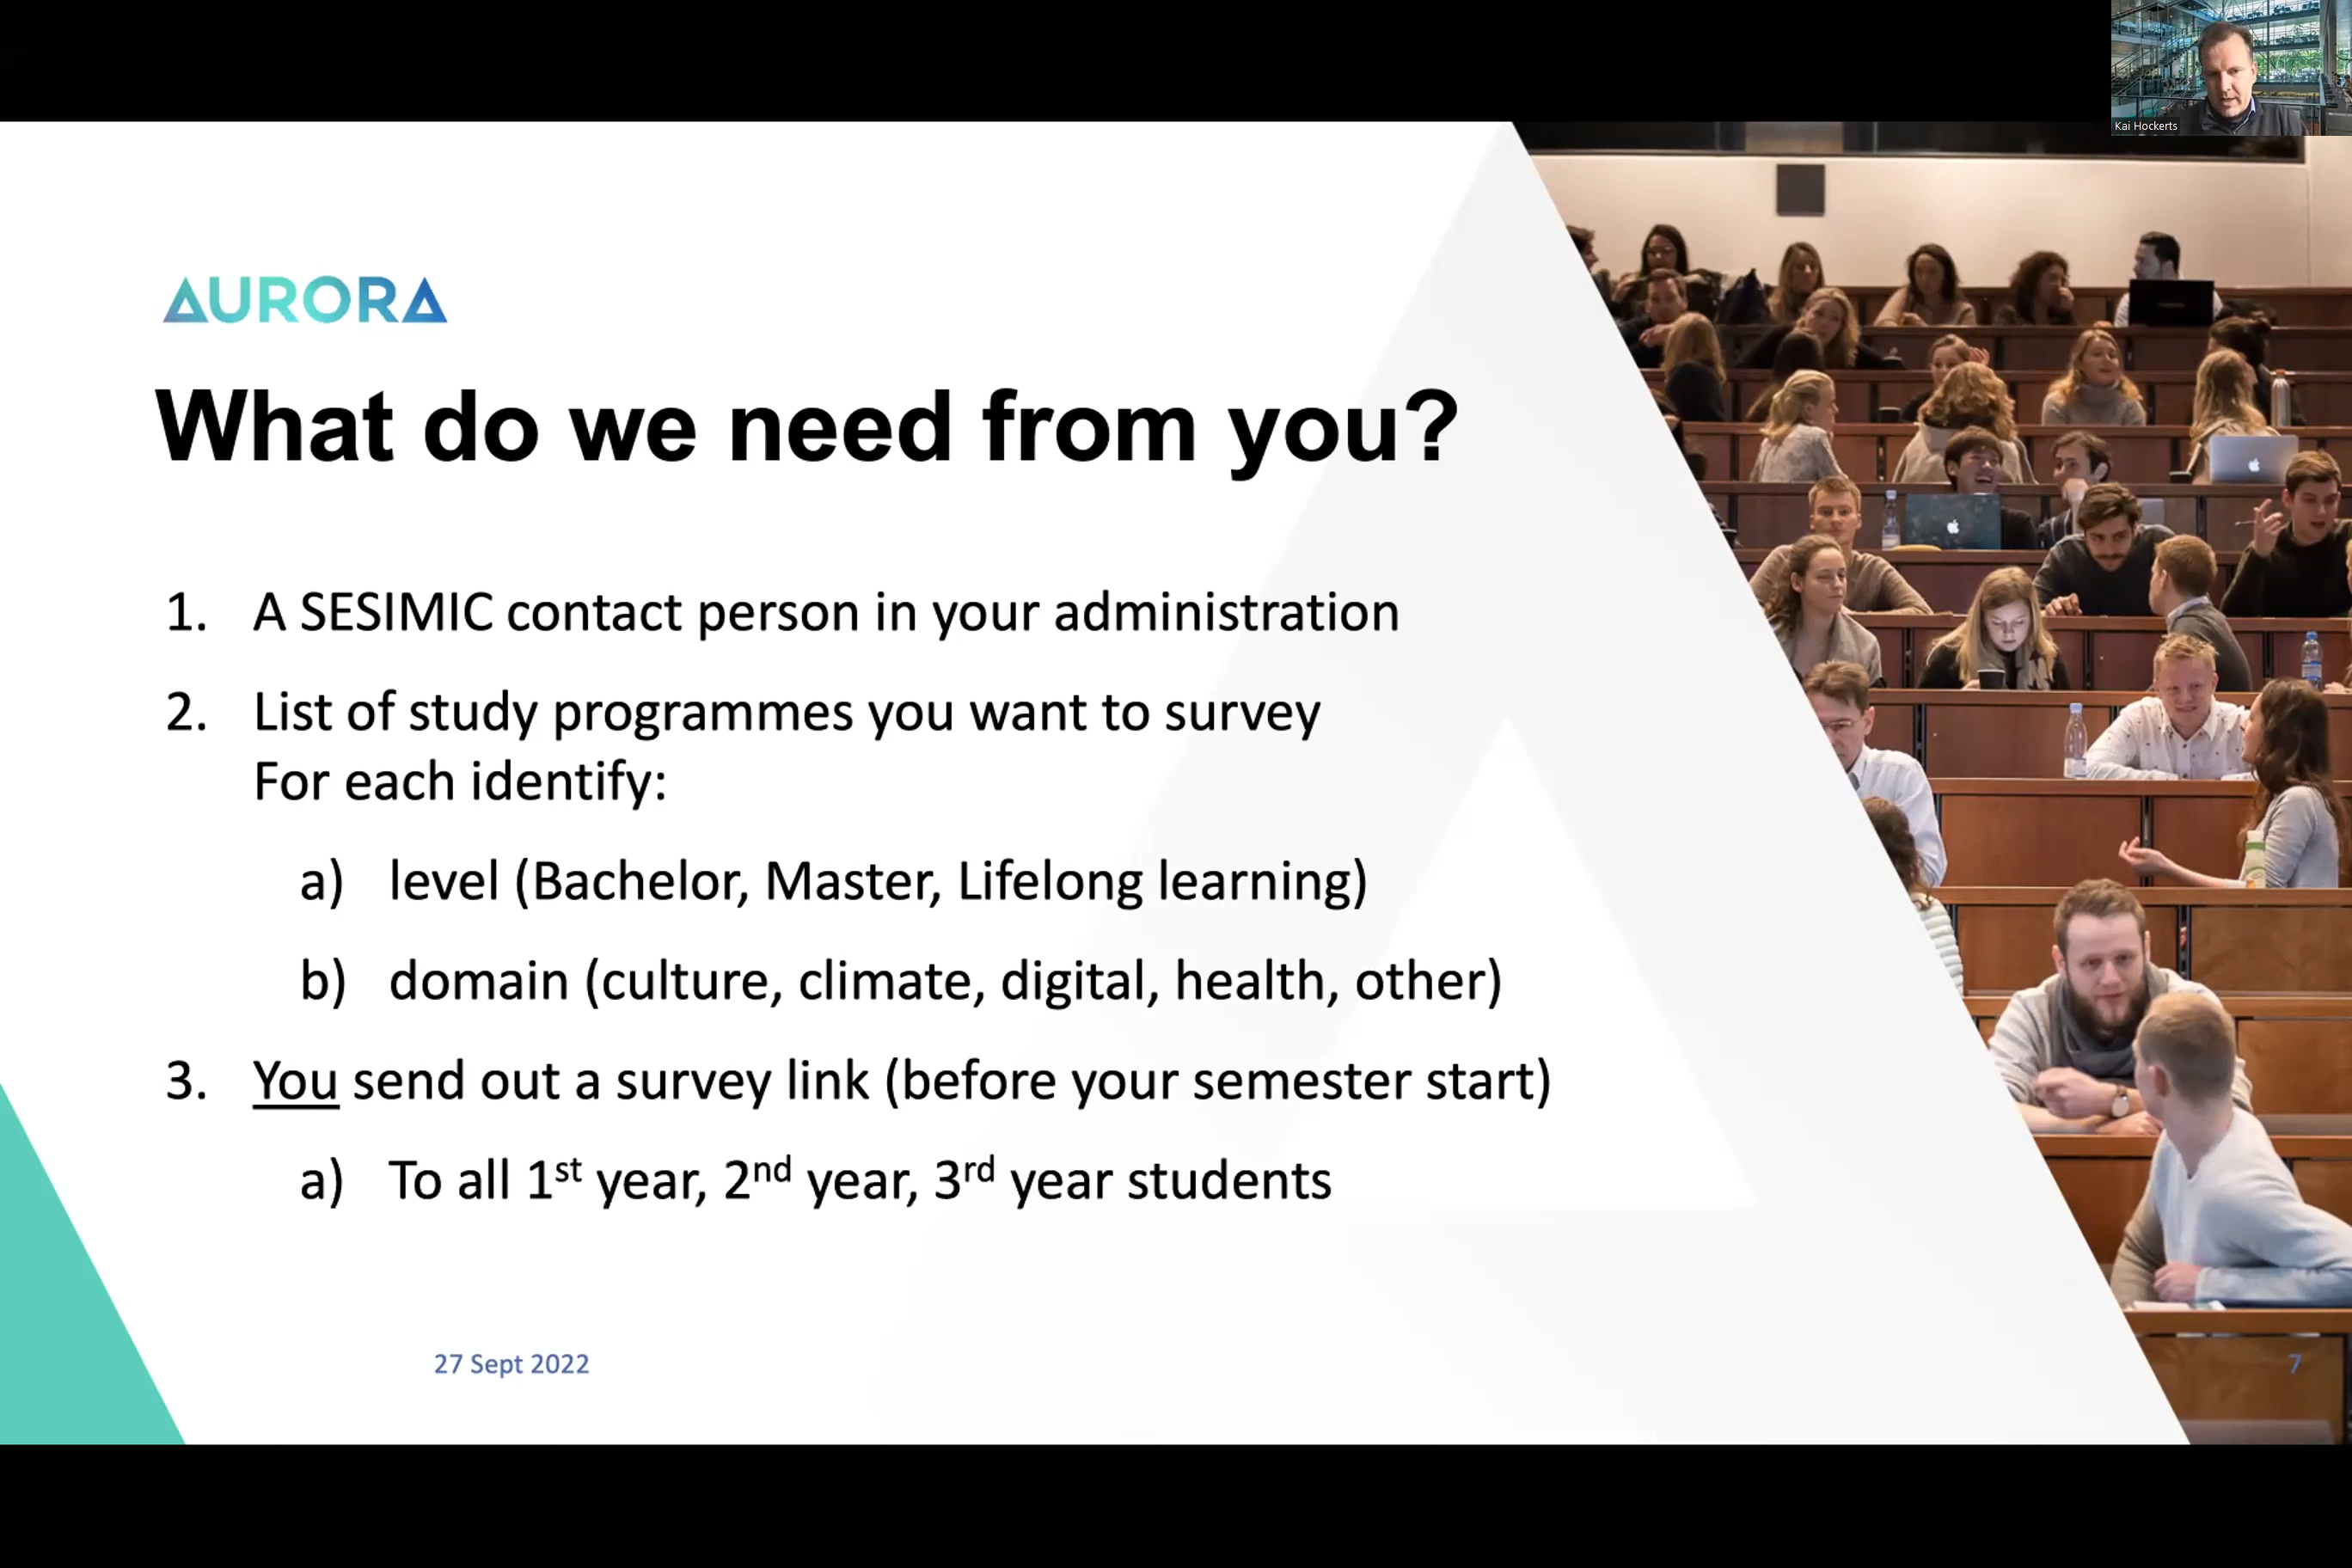 Kai Hockerts
AURORA
What do we need from you?
1. A SESIMIC contact person in your administration
2. List of study programmes you want to survey
For each identify:
a) level (Bachelor, Master, Lifelong learning)
b) domain (culture, climate, digital, health, other)
3. You send out a survey link (before your semester start)
a) To all 1st year, 2nd year, 3rd year students
27 Sept 2022
7